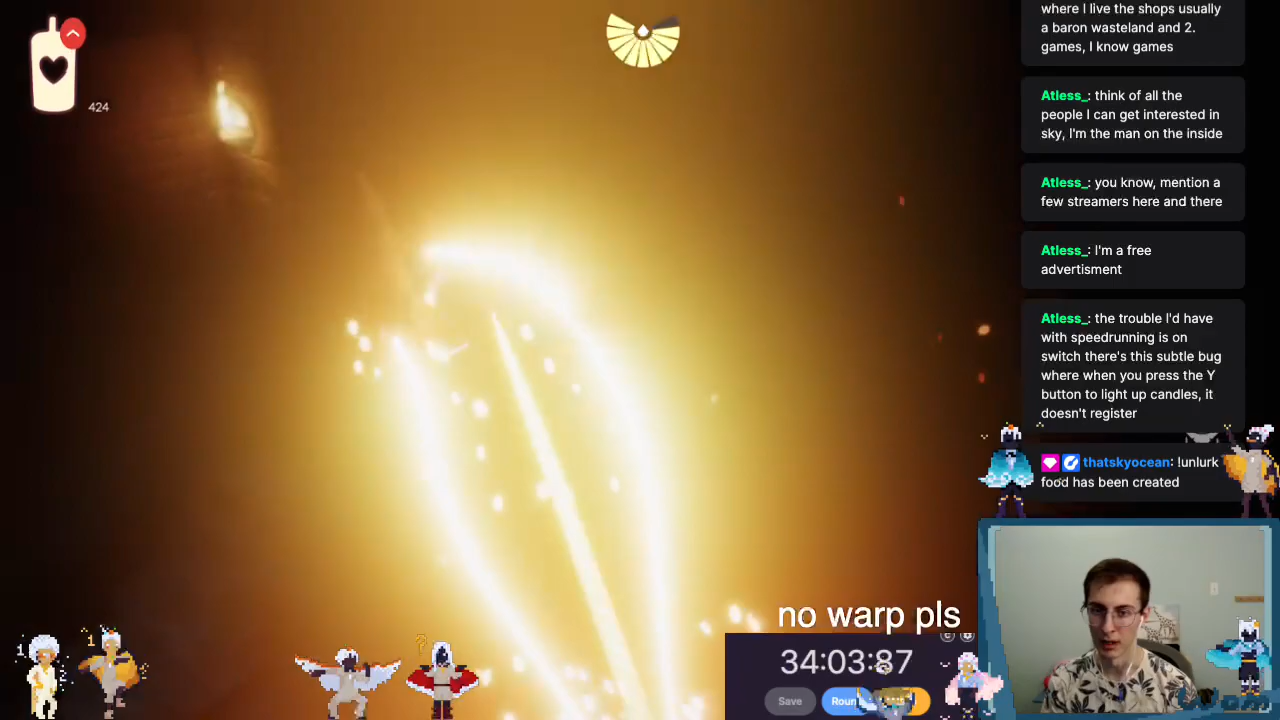 424
where I live the shops usually
a baron wasteland and 2.
games, I know games
Atless_: think of all the
people I can get interested in
sky, I'm the man on the inside
Atless_: you know, mention a
few streamers here and there
Atless_: I'm a free
advertisment
Atless_: the trouble I'd have
with speedrunning is on
switch there's this subtle bug
where when you press the Y
button to light up candles, it
doesn't register
thatskyocean: !unlurk
food has been created
no warp pls
34:03:87
Save
1
1
?